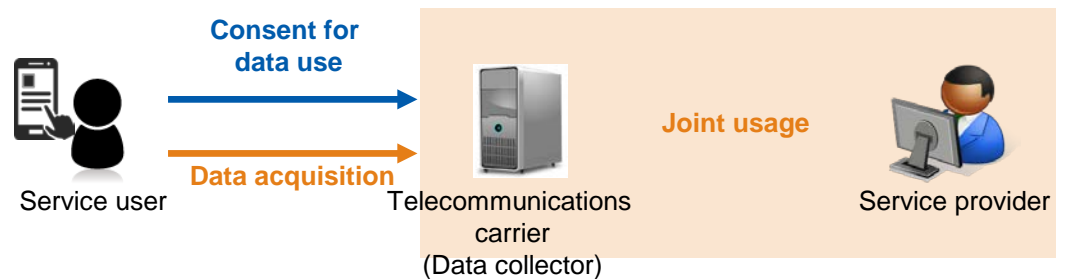 Consent for
data use
Joint usage
Data acquisition
Service user
Telecommunications
carrier
(Data collector)
Service provider